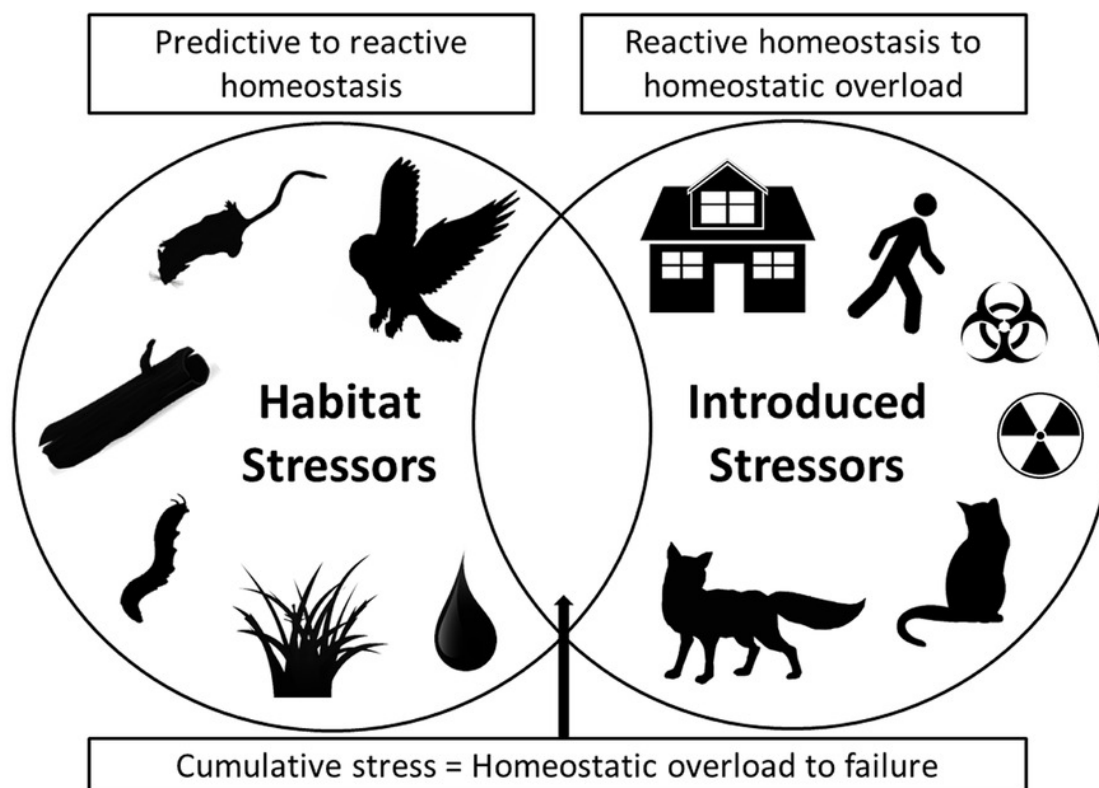 Predictive to reactive
homeostasis
Reactive homeostasis to
homeostatic overload
Habitat
Stressors
Introduced
Stressors
Cumulative stress = Homeostatic overload to failure